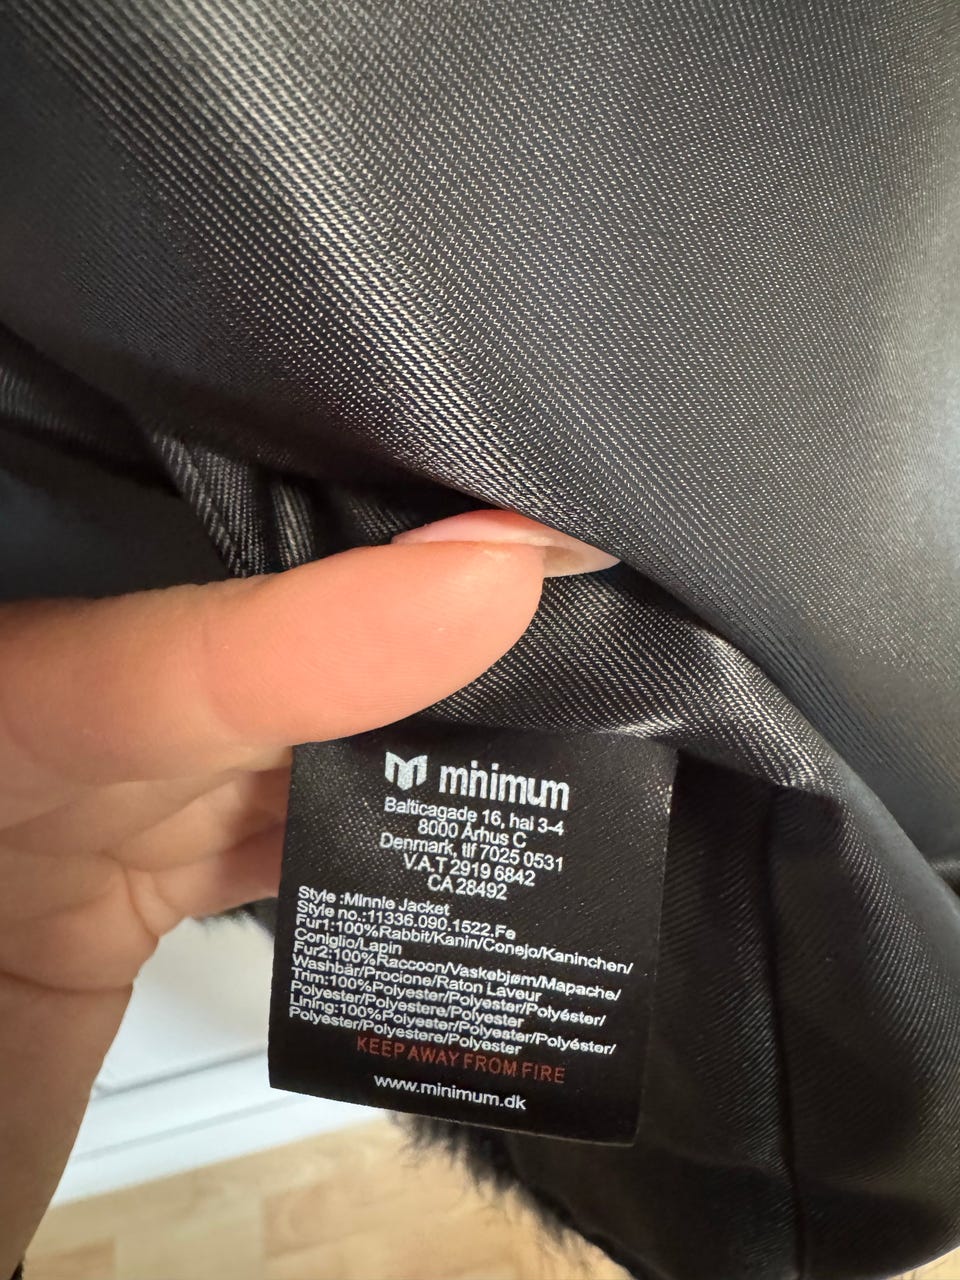 minimum
Balticagade 16, hal 3-4
8000 Århus C
Denmark, tlf 7025 0531
V.A.T 2919 6842
CA 28492
Style :Minnie Jacket
Style no.:11336.090.1522.Fe
Fur1:100%Rabbit/Kanin/Conejo/Kaninchen/
Coniglio/Lapin
Fur2:100%Raccoon/Vaskebjørn/Mapache/
Washbär/Procione/Raton Laveur
Trim:100%Polyester/Polyester/Polyéster/
Polyester/Polyestere/Polyester
Lining:100%Polyester/Polyester/Polyéster/
Polyester/Polyestere/Polyester
KEEP AWAY FROM FIRE
www.minimum.dk